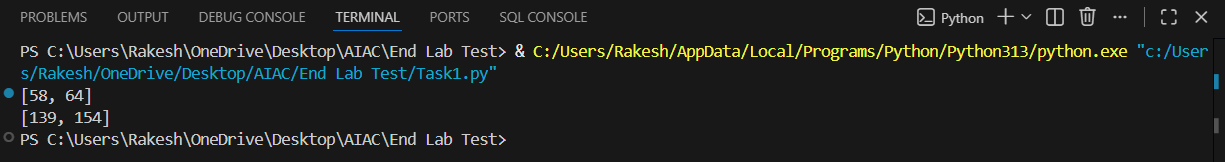 PROBLEMS OUTPUT DEBUG CONSOLE TERMINAL PORTS SQL CONSOLE Python
PS C:\Users\Rakesh\OneDrive\Desktop\AIAC\End Lab Test> & C:/Users/Rakesh/AppData/Local/Programs/Python/Python313/python.exe "c:/User
s/Rakesh/OneDrive/Desktop/AIAC/End Lab Test/Task1.py"
[58, 64]
[139, 154]
PS C:\Users\Rakesh\OneDrive\Desktop\AIAC\End Lab Test>